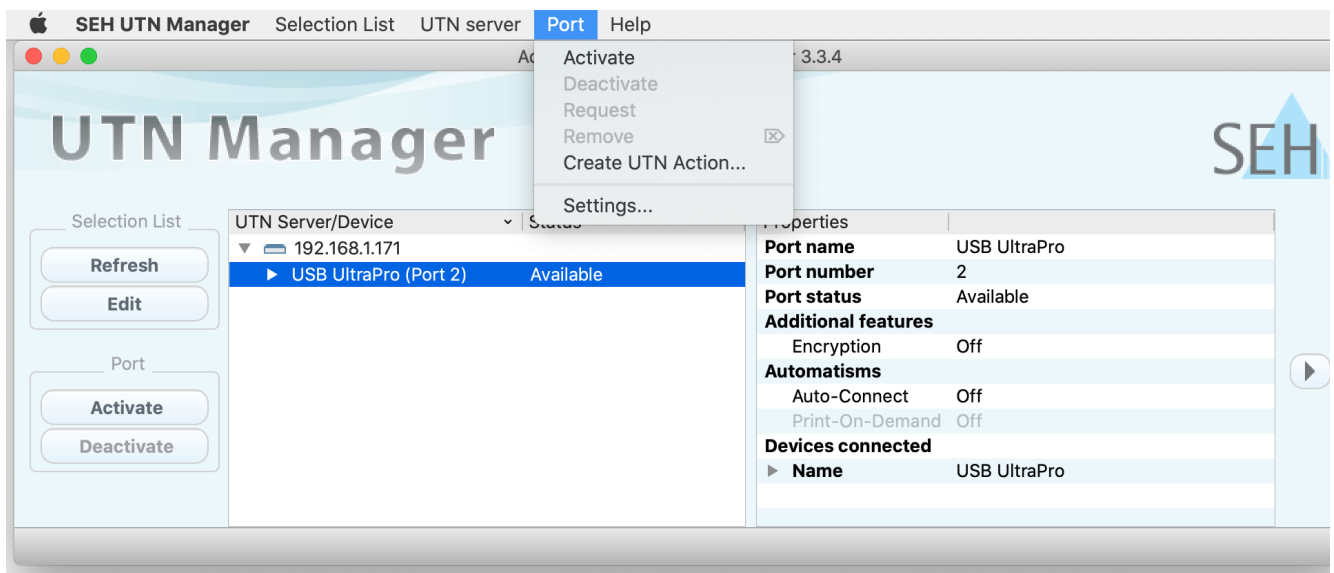 SEH UTN Manager Selection List UTN server Port Help
3.3.4
Activate
Deactivate
Request
Remove
Create UTN Action...
Settings...
UTN Manager
SEH
Selection List
Refresh
Edit
Port
Activate
Deactivate
UTN Server/Device
192.168.1.171
USB UltraPro (Port 2) Available
Properties
Port name USB UltraPro
Port number 2
Port status Available
Additional features
Encryption Off
Automatisms
Auto-Connect Off
Print-On-Demand Off
Devices connected
Name USB UltraPro